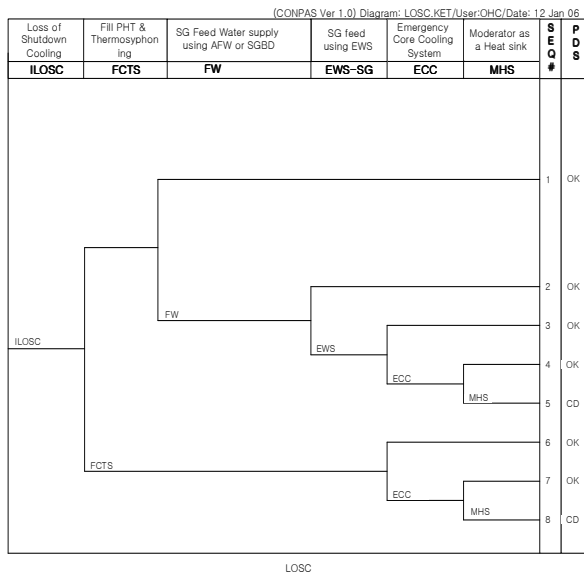 (CONPAS Ver 1.0) Diagram: LOSC.KET/User:OHC/Date: 12 Jan 06
Loss of
Shutdown
Cooling
Fill PHT &
Thermosyphon
ing
SG Feed Water supply
using AFW or SGBD
SG feed
using EWS
Emergency
Core Cooling
System
Moderator as
a Heat sink
S
E
Q
#
P
D
S
ILOSC
FCTS
FW
EWS-SG
ECC
MHS
1 OK
2 OK
FW
3 OK
ILOSC
EWS
4 OK
ECC
MHS
5 CD
6 OK
FCTS
7 OK
ECC
MHS
8 CD
LOSC